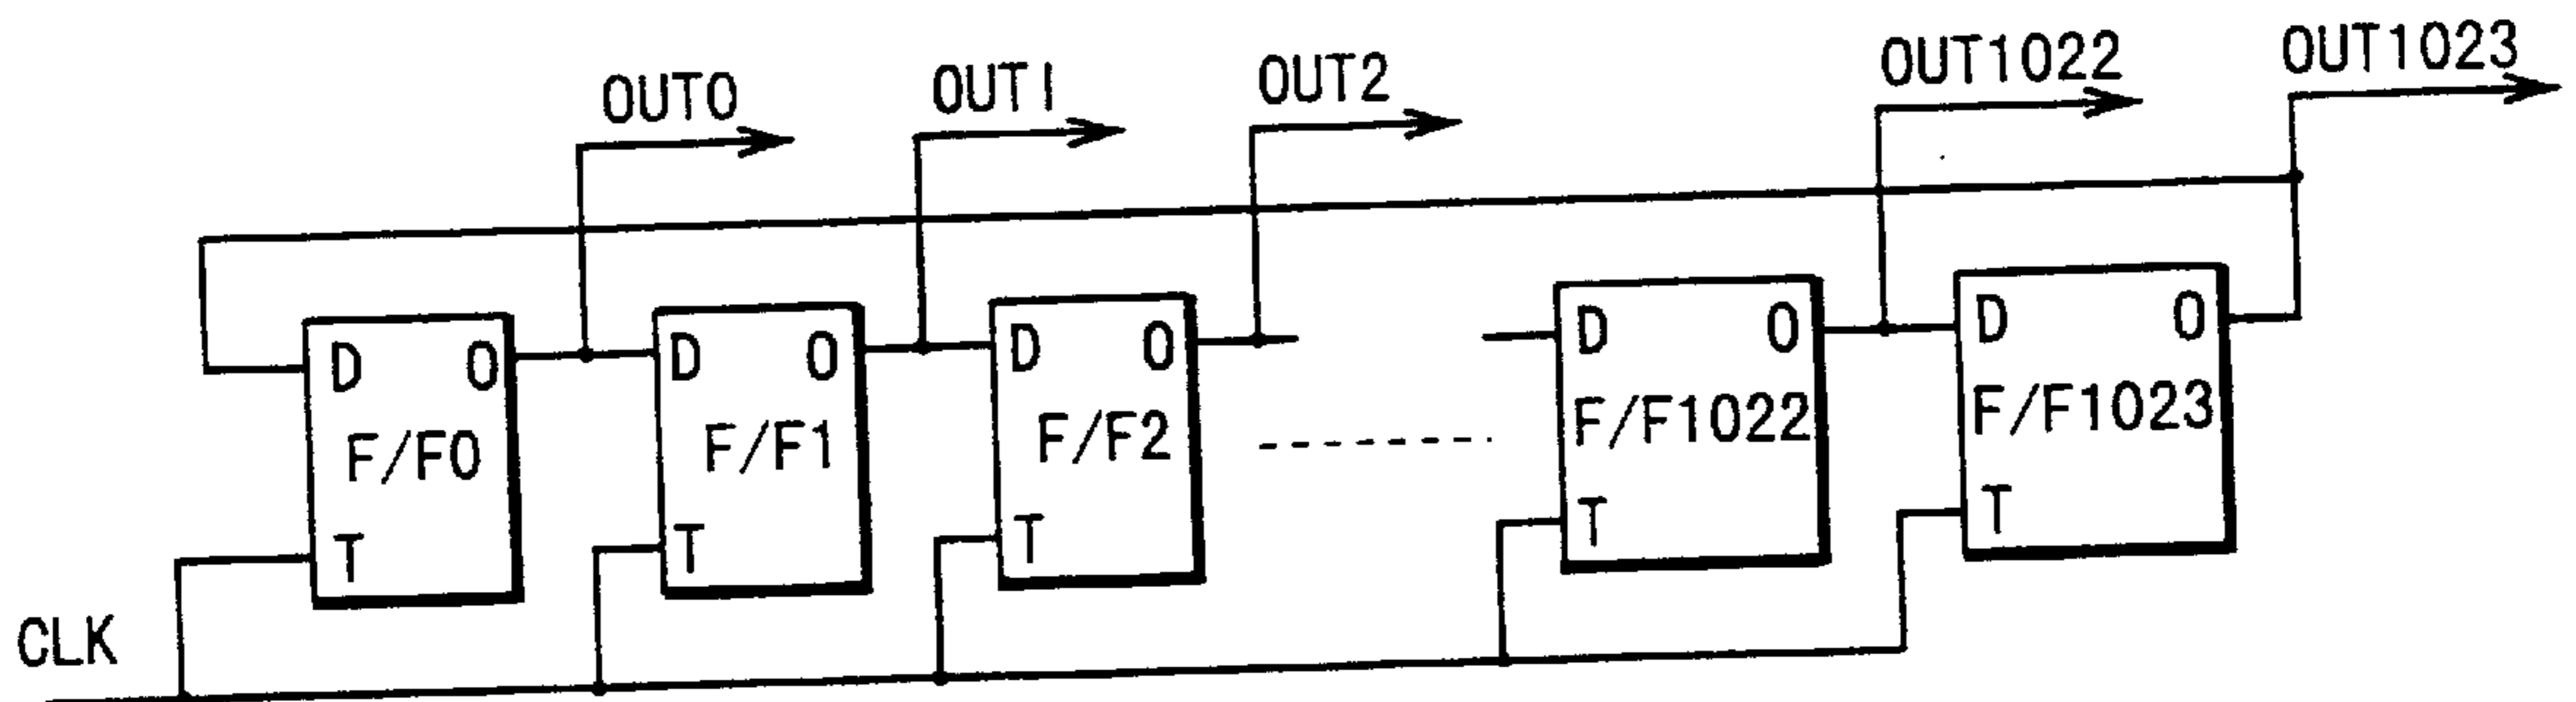 OUT0 OUT1 OUT2 OUT1022 OUT1023
D O D O D O D O D O
F/F0 F/F1 F/F2 F/F1022 F/F1023
T T T T T
CLK